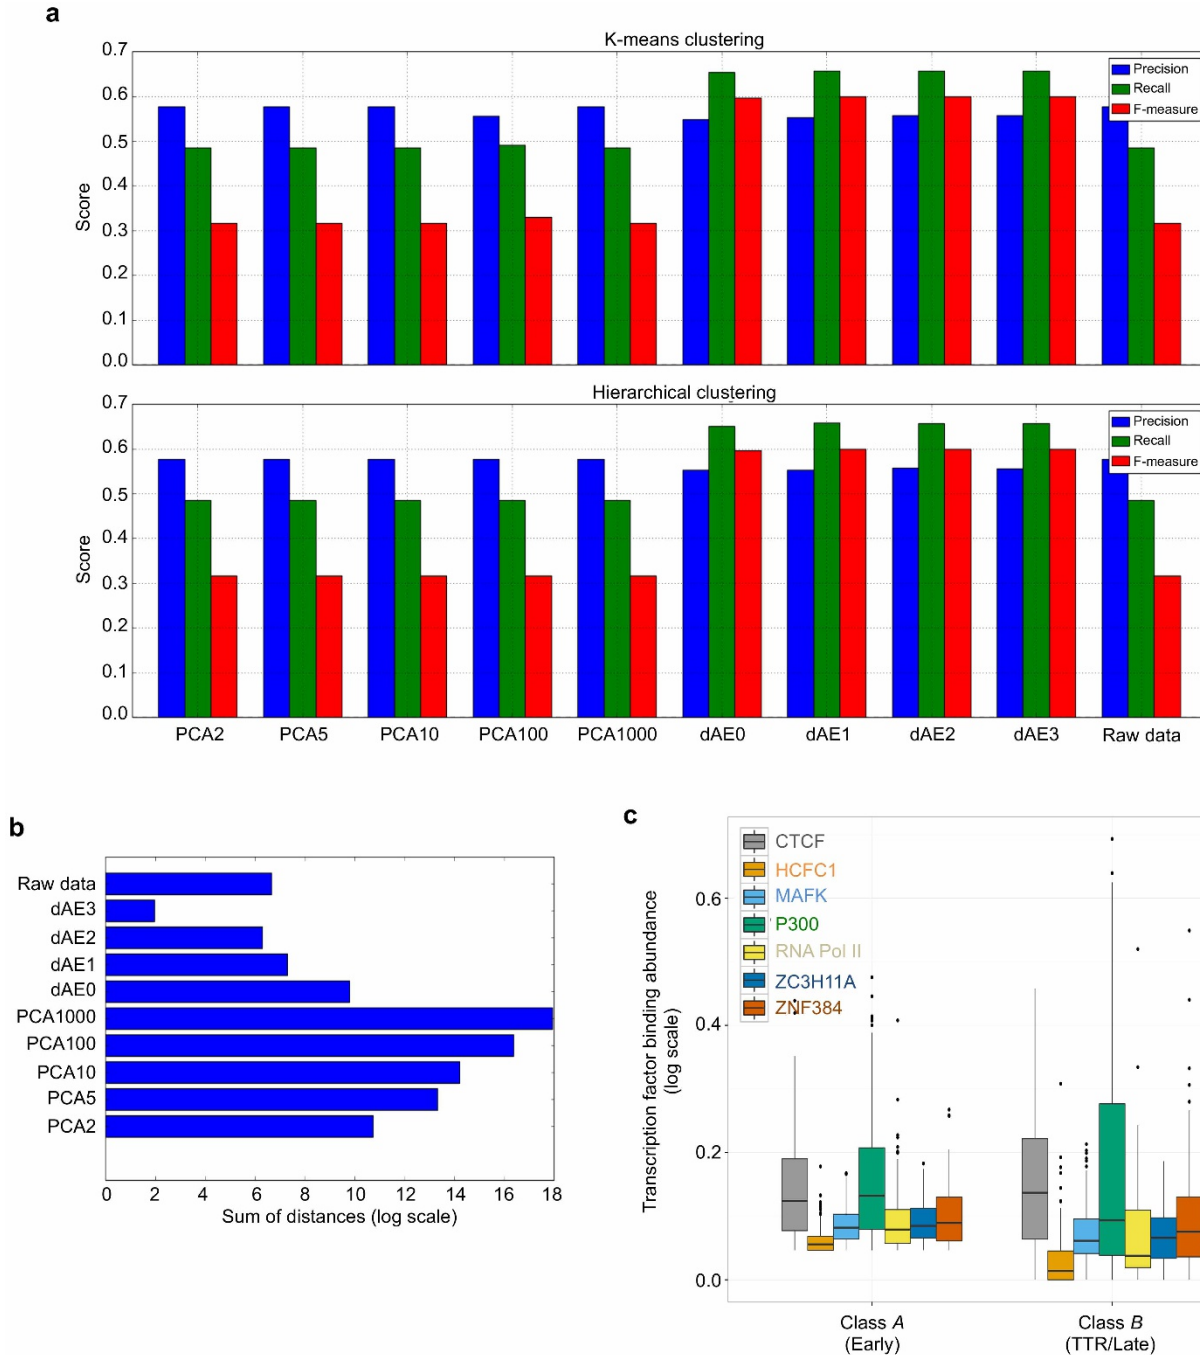 a
K-means clustering
0.7
0.6
0.5
0.4
0.3
0.2
0.1
0.0
Score
Precision
Recall
F-measure
Hierarchical clustering
0.7
0.6
0.5
0.4
0.3
0.2
0.1
0.0
Score
Precision
Recall
F-measure
PCA2 PCA5 PCA10 PCA100 PCA1000 dAE0 dAE1 dAE2 dAE3 Raw data
b
Raw data
dAE3
dAE2
dAE1
dAE0
PCA1000
PCA100
PCA10
PCA5
PCA2
0 2 4 6 8 10 12 14 16 18
Sum of distances (log scale)
c
Transcription factor binding abundance
(log scale)
0.6
0.4
0.2
0.0
CTCF
HCFC1
MAFK
P300
RNA Pol II
ZC3H11A
ZNF384
Class A
(Early)
Class B
(TTR/Late)